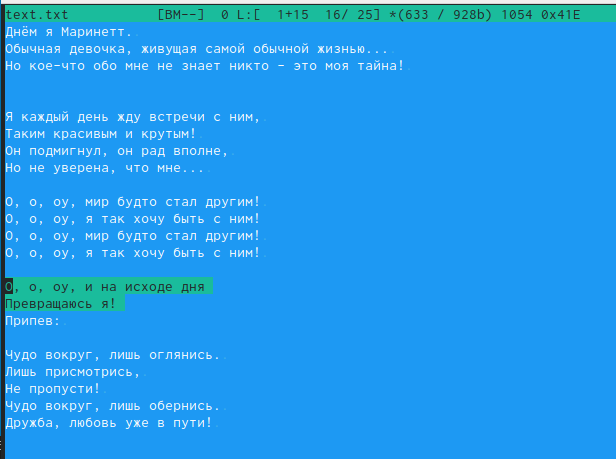 text.txt [BM--] 0 L:[ 1+15 16/ 25] *(633 / 928b) 1054 0x41E
Днём я Маринетт.
Обычная девочка, живущая самой обычной жизнью...
Но кое-что обо мне не знает никто - это моя тайна!
Я каждый день жду встречи с ним,
Таким красивым и крутым!
Он подмигнул, он рад вполне,
Но не уверена, что мне...
О, о, оу, мир будто стал другим!
О, о, оу, я так хочу быть с ним!
О, о, оу, мир будто стал другим!
О, о, оу, я так хочу быть с ним!
О, о, оу, и на исходе дня
Превращаюсь я!
Припев:
Чудо вокруг, лишь оглянись.
Лишь присмотрись,
Не пропусти!
Чудо вокруг, лишь обернись.
Дружба, любовь уже в пути!